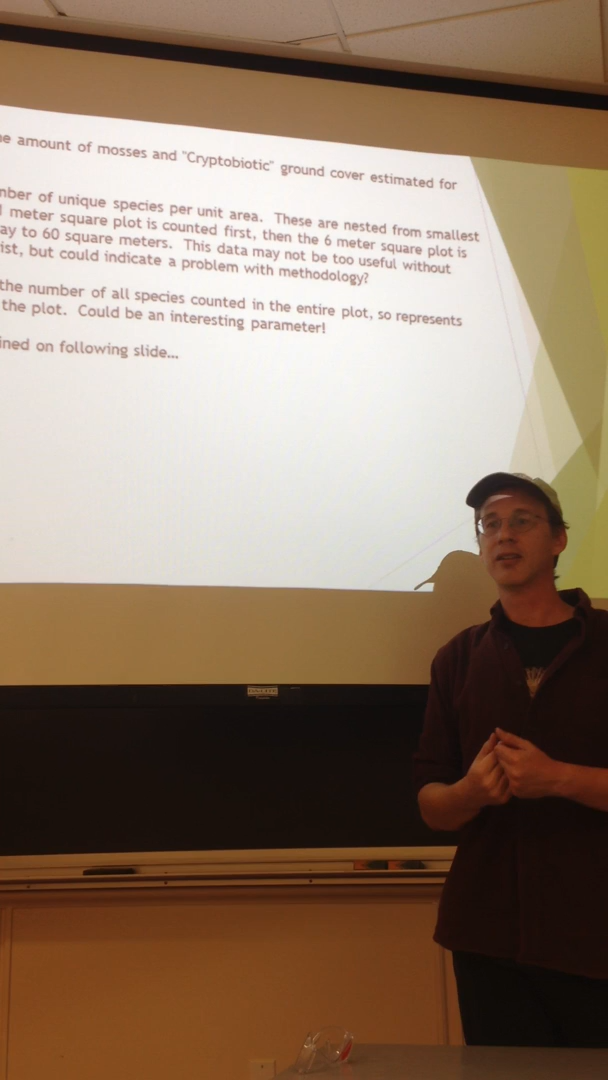 e amount of mosses and "Cryptobiotic" ground cover estimated for
nber of unique species per unit area. These are nested from smallest
meter square plot is counted first, then the 6 meter square plot is
ay to 60 square meters. This data may not be too useful without
ist, but could indicate a problem with methodology?
the number of all species counted in the entire plot, so represents
the plot. Could be an interesting parameter!
ined on following slide...